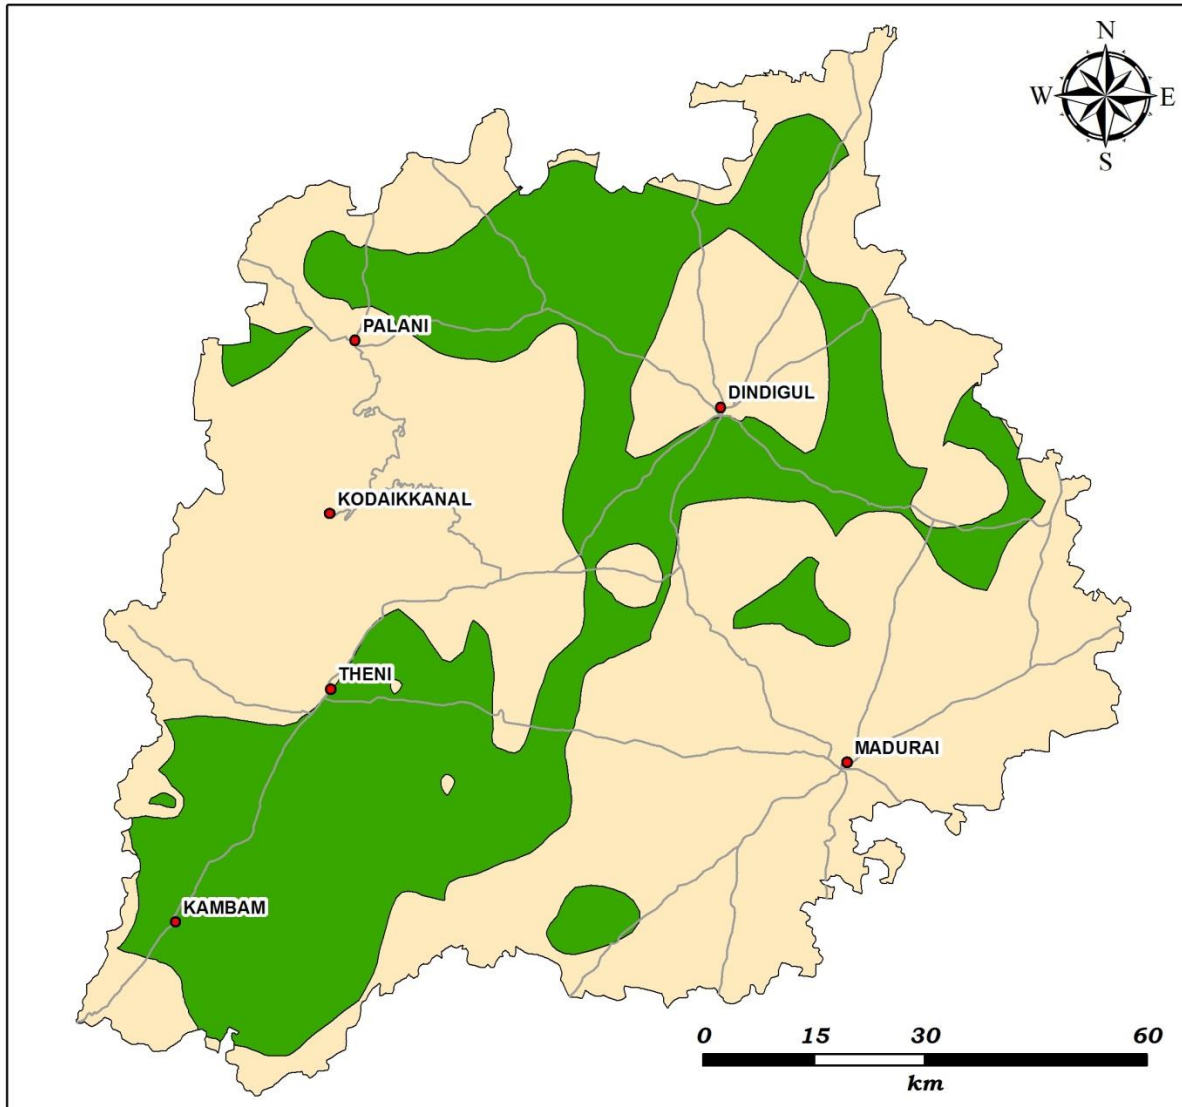 N
W E
S
PALANI
DINDIGUL
KODAIKKANAL
THENI
MADURAI
KAMBAM
0 15 30 60
km